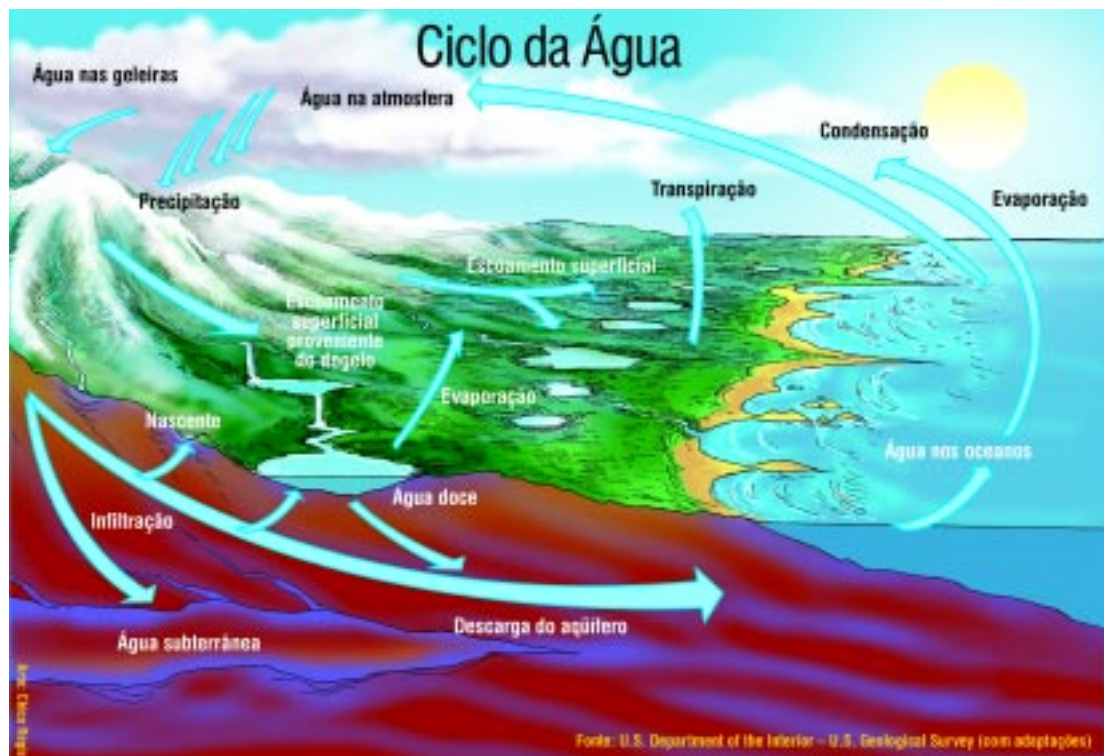 Ciclo da Água
Água nas geleiras
Água na atmosfera
Condensação
Precipitação
Transpiração
Evaporação
Escoamento superficial
Escoamento
superficial
proveniente
do degelo
Evaporação
Nascente
Água nos oceanos
Água doce
Infiltração
Descarga do aqüífero
Água subterrânea
Fonte: U.S. Department of the Interior – U.S. Geological Survey (com adaptações)